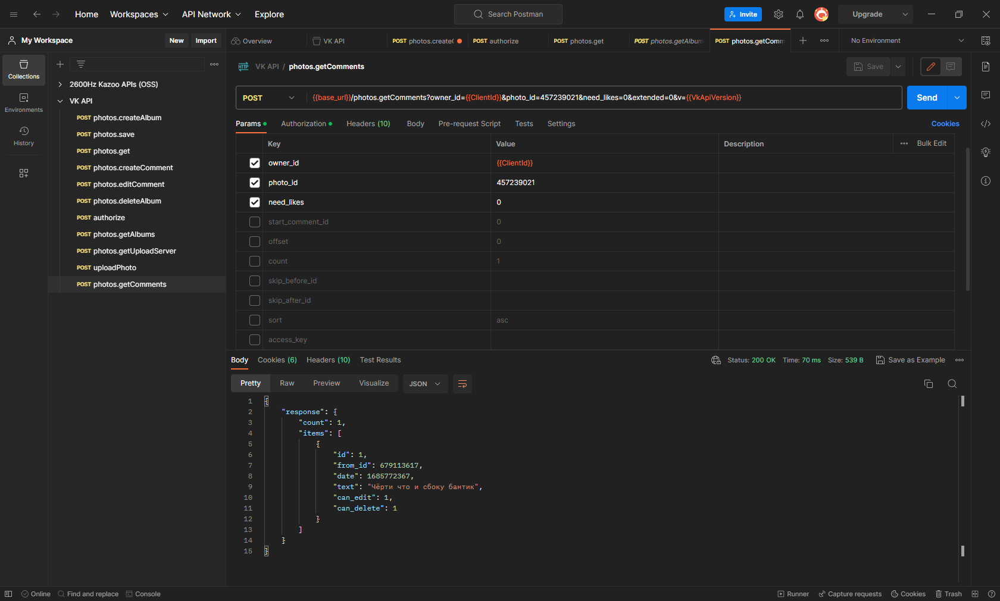 Home Workspaces API Network Explore Search Postman Invite Upgrade
My Workspace New Import Overview VK API POST photos.create POST authorize POST photos.get POST photos.getAlbum POST photos.getComm No Environment
Collections
Environments
History
2600Hz Kazoo APIs (OSS)
VK API
POST photos.createAlbum
POST photos.save
POST photos.get
POST photos.createComment
POST photos.editComment
POST photos.deleteAlbum
POST authorize
POST photos.getAlbums
POST photos.getUploadServer
POST uploadPhoto
POST photos.getComments
HTTP VK API / photos.getComments Save
POST {{base_url}}/photos.getComments?owner_id={{ClientId}}&photo_id=457239021&need_likes=0&extended=0&v={{VkApiVersion}} Send
Params Authorization Headers (10) Body Pre-request Script Tests Settings Cookies
Key Value Description Bulk Edit
owner_id {{ClientId}}
photo_id 457239021
need_likes 0
start_comment_id 0
offset 0
count 1
skip_before_id
skip_after_id
sort asc
access_key
Body Cookies (6) Headers (10) Test Results Status: 200 OK Time: 70 ms Size: 539 B Save as Example
Pretty Raw Preview Visualize JSON
1 {
2 "response": {
3 "count": 1,
4 "items": [
5 {
6 "id": 1,
7 "from_id": 679113617,
8 "date": 1685772367,
9 "text": "Чёрти что и сбоку бантик",
10 "can_edit": 1,
11 "can_delete": 1
12 }
13 ]
14 }
15 }
Online Find and replace Console Runner Capture requests Cookies Trash